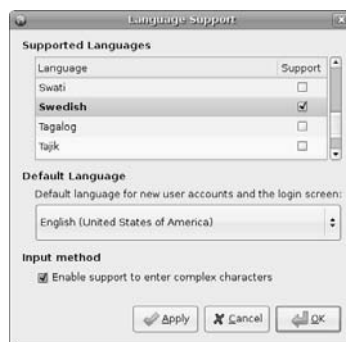 Language Support
Supported Languages
Language Support
Swati
Swedish
Tagalog
Tajik
Default Language
Default language for new user accounts and the login screen:
English (United States of America)
Input method
Enable support to enter complex characters
Apply Cancel OK